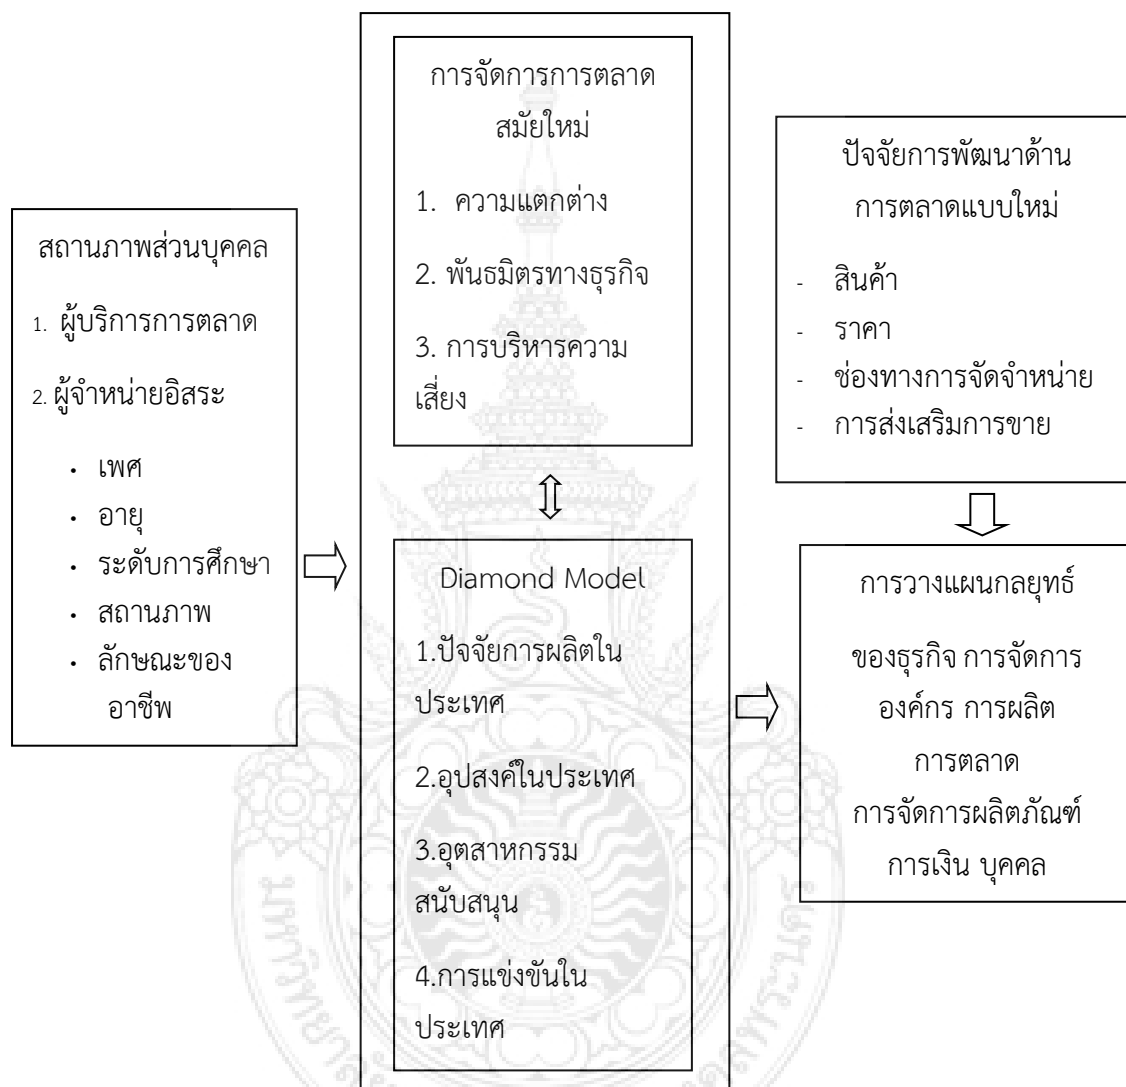 สถานภาพส่วนบุคคล
1. ผู้บริการการตลาด
2. ผู้จำหน่ายอิสระ
• เพศ
• อายุ
• ระดับการศึกษา
• สถานภาพ
• ลักษณะของ
อาชีพ
การจัดการการตลาด
สมัยใหม่
1. ความแตกต่าง
2. พันธมิตรทางธุรกิจ
3. การบริหารความ
เสี่ยง
Diamond Model
1.ปัจจัยการผลิตใน
ประเทศ
2.อุปสงค์ในประเทศ
3.อุตสาหกรรม
สนับสนุน
4.การแข่งขันใน
ประเทศ
ปัจจัยการพัฒนาด้าน
การตลาดแบบใหม่
- สินค้า
- ราคา
- ช่องทางการจัดจำหน่าย
- การส่งเสริมการขาย
การวางแผนกลยุทธ์
ของธุรกิจ การจัดการ
องค์กร การผลิต
การตลาด
การจัดการผลิตภัณฑ์
การเงิน บุคคล